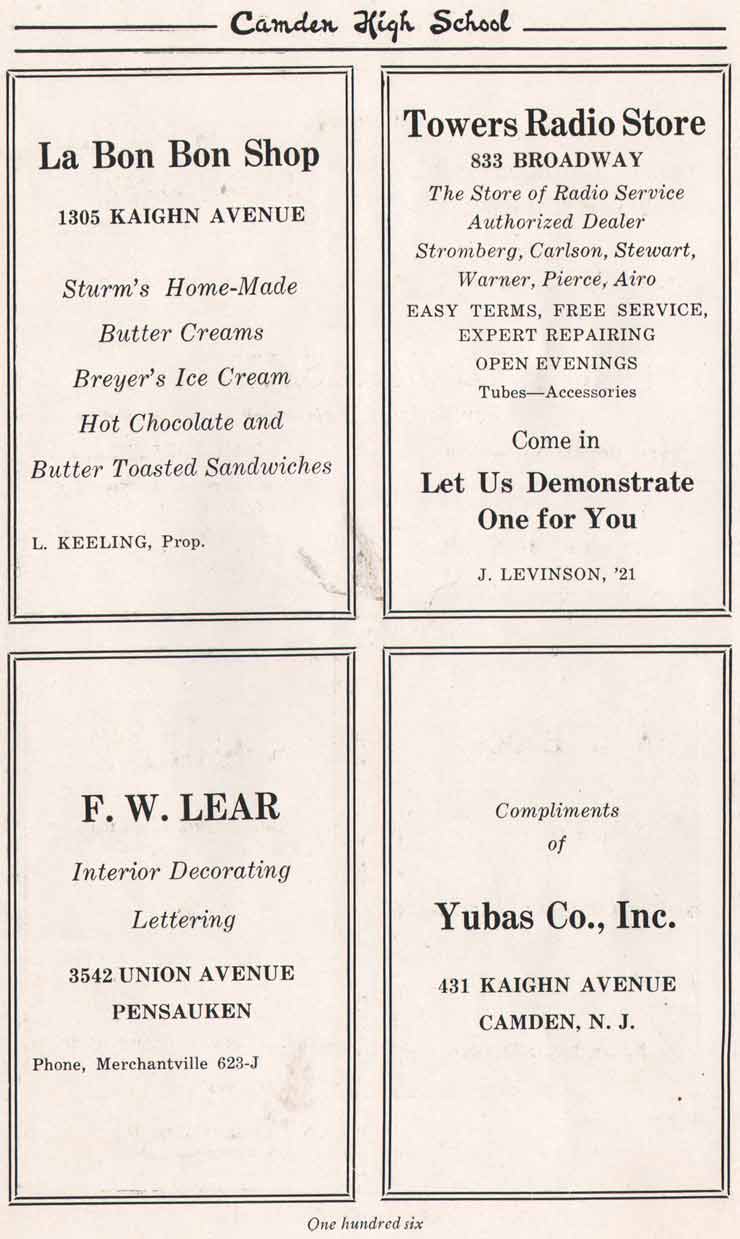 Camden High School
La Bon Bon Shop
1305 KAIGHN AVENUE
Sturm's Home-Made
Butter Creams
Breyer's Ice Cream
Hot Chocolate and
Butter Toasted Sandwiches
L. KEELING, Prop.
Towers Radio Store
833 BROADWAY
The Store of Radio Service
Authorized Dealer
Stromberg, Carlson, Stewart,
Warner, Pierce, Airo
EASY TERMS, FREE SERVICE,
EXPERT REPAIRING
OPEN EVENINGS
Tubes—Accessories
Come in
Let Us Demonstrate
One for You
J. LEVINSON, '21
F. W. LEAR
Interior Decorating
Lettering
3542 UNION AVENUE
PENSAUKEN
Phone, Merchantville 623-J
Compliments
of
Yubas Co., Inc.
431 KAIGHN AVENUE
CAMDEN, N. J.
One hundred six